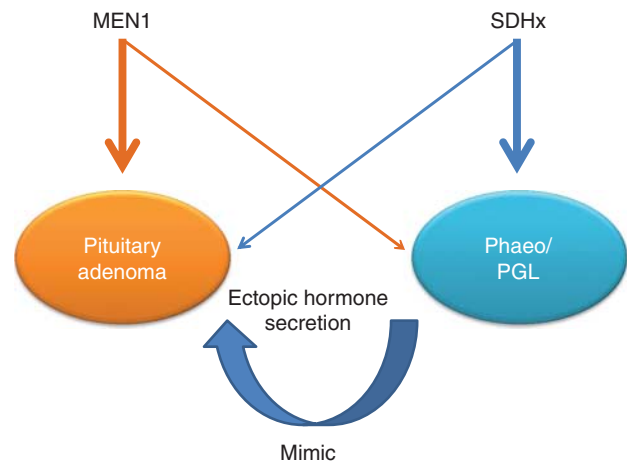 MEN1
SDHx
Pituitary
adenoma
Phaeo/
PGL
Ectopic hormone
secretion
Mimic